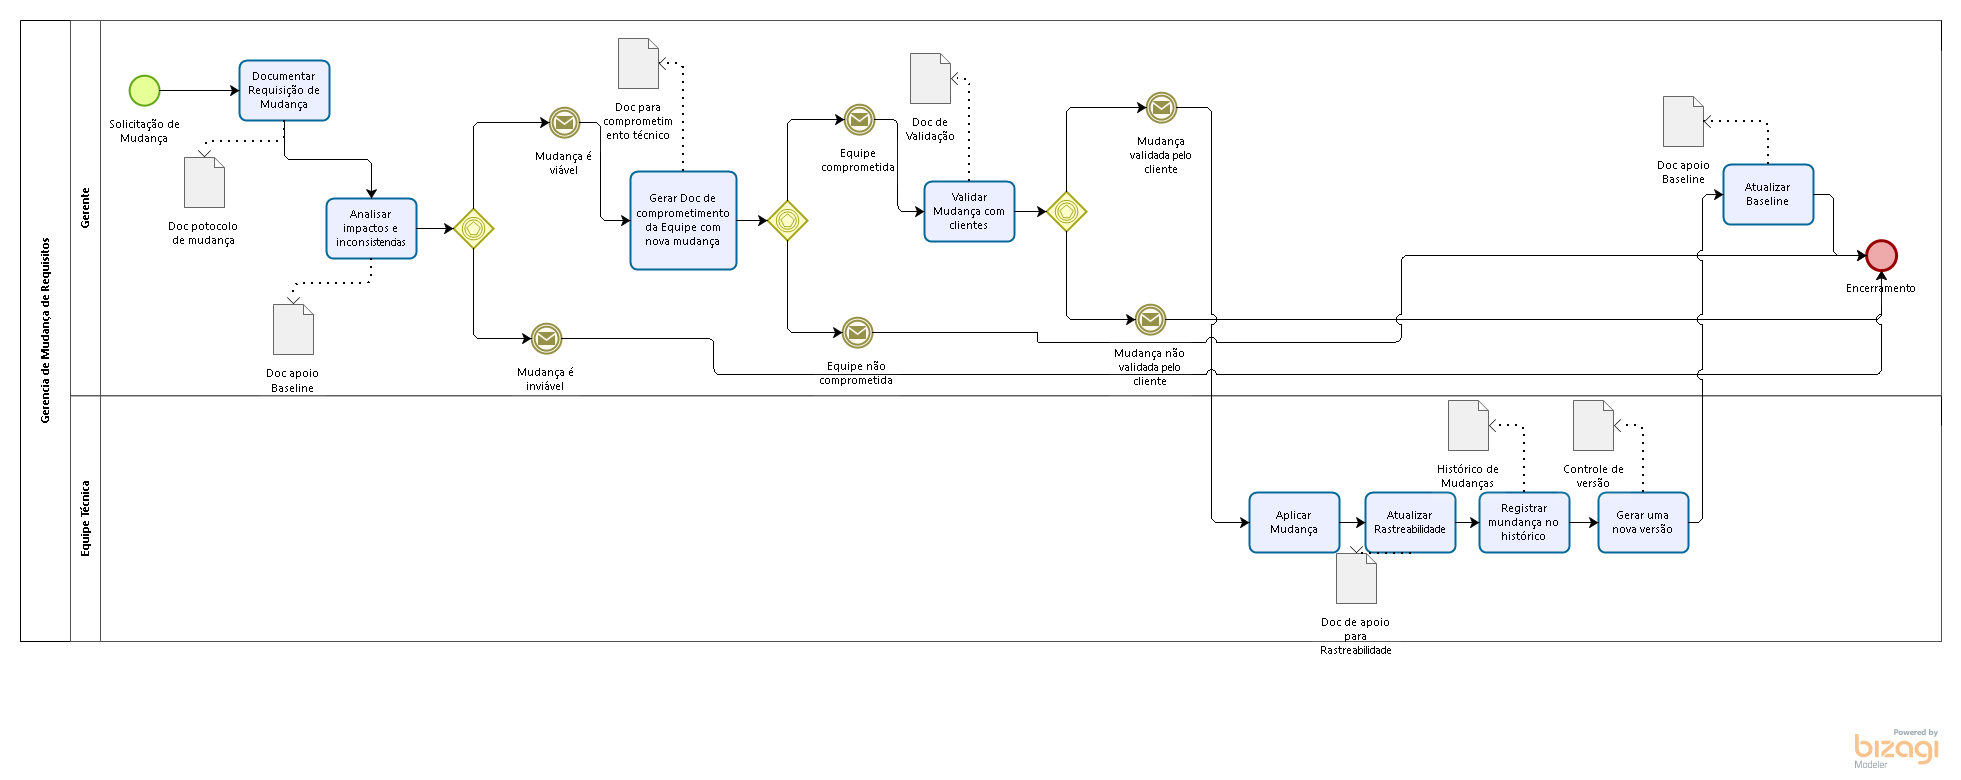 Gerencia de Mudança de Requisitos
Gerente
Solicitação de
Mudança
Documentar
Requisição de
Mudança
Doc potocolo
de mudança
Analisar
impactos e
inconsistencias
Doc apoio
Baseline
Mudança é
viável
Mudança é
inviável
Doc para
comprometim
ento técnico
Gerar Doc de
comprometimento
da Equipe com
nova mudança
Equipe
comprometida
Equipe não
comprometida
Doc de
Validação
Validar
Mudança com
clientes
Mudança
validada pelo
cliente
Mudança não
validada pelo
cliente
Doc apoio
Baseline
Atualizar
Baseline
Encerramento
Equipe Técnica
Aplicar
Mudança
Atualizar
Rastreabilidade
Doc de apoio
para
Rastreabilidade
Histórico de
Mudanças
Registrar
mundança no
histórico
Controle de
versão
Gerar uma
nova versão
Powered by
bizagi
Modeler